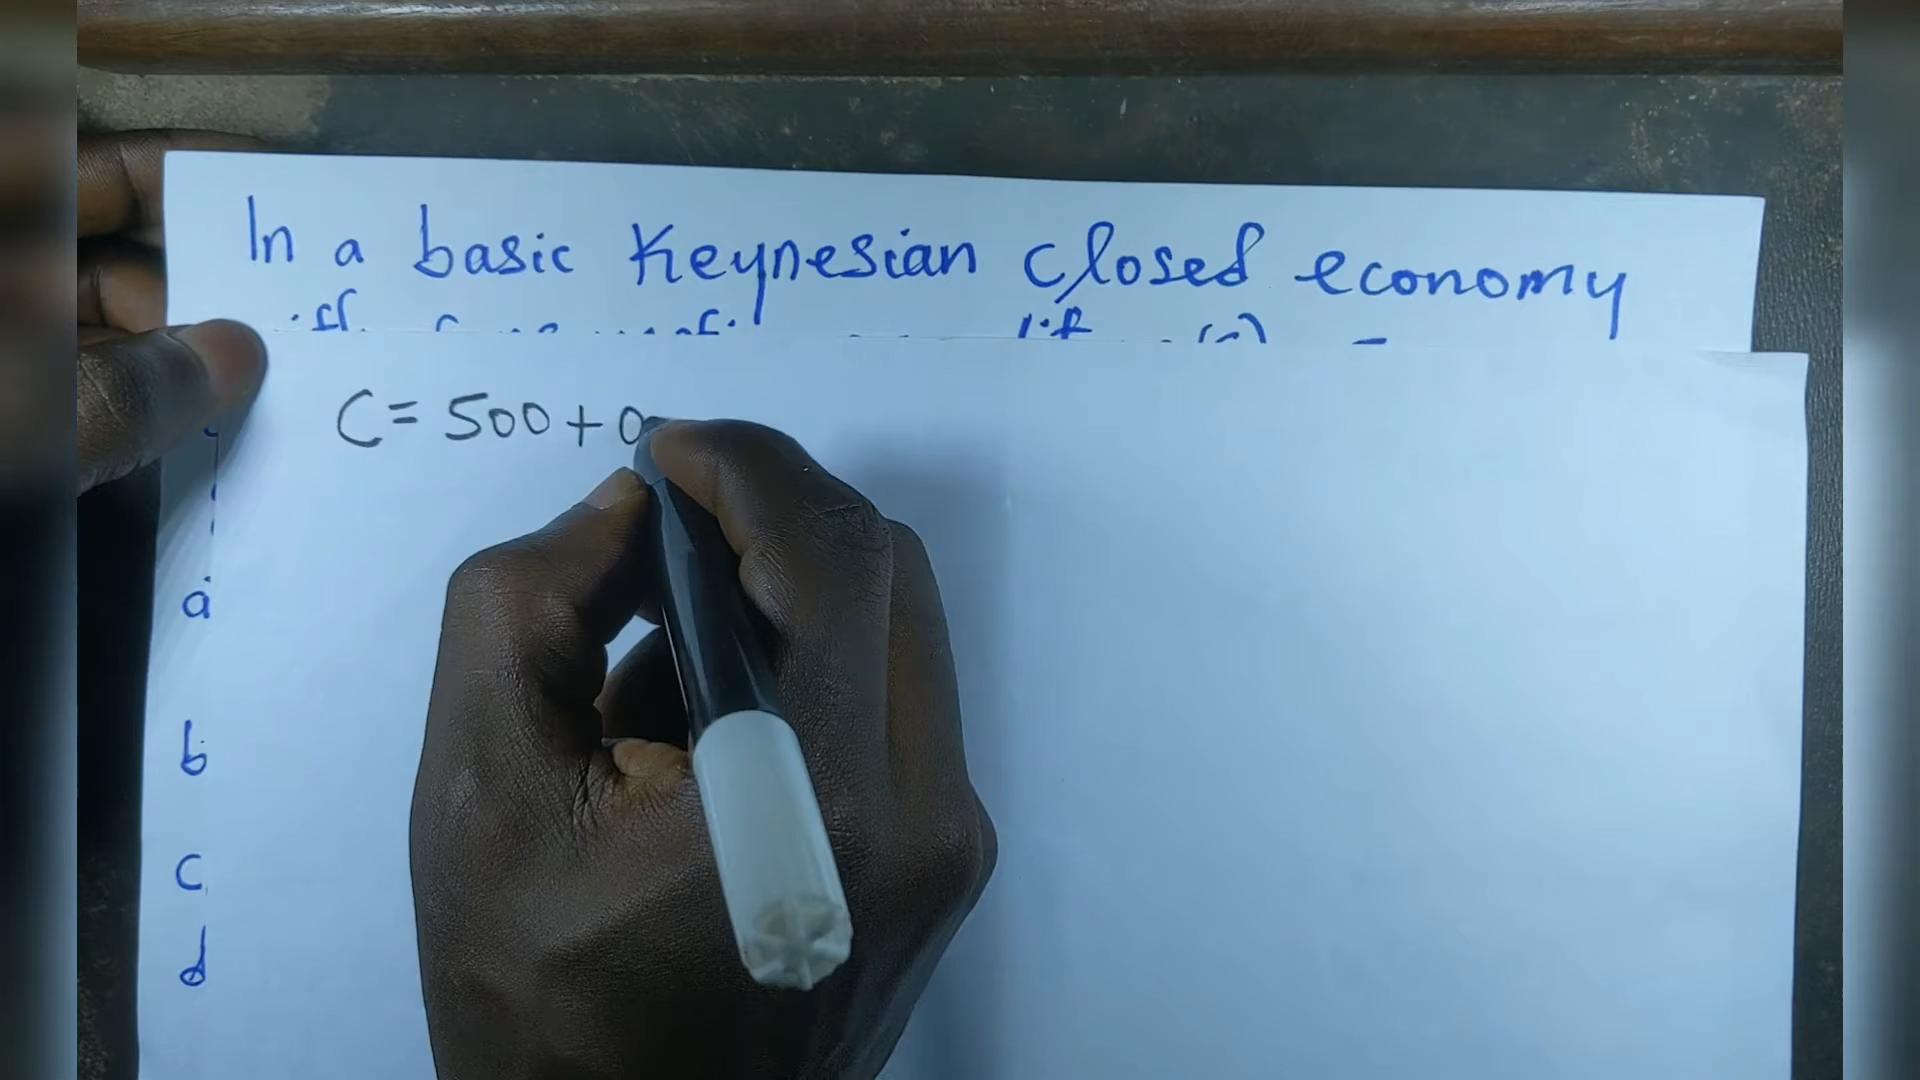 In a basic Keynesian closed economy
C = 500 + 0
a
b
c
d